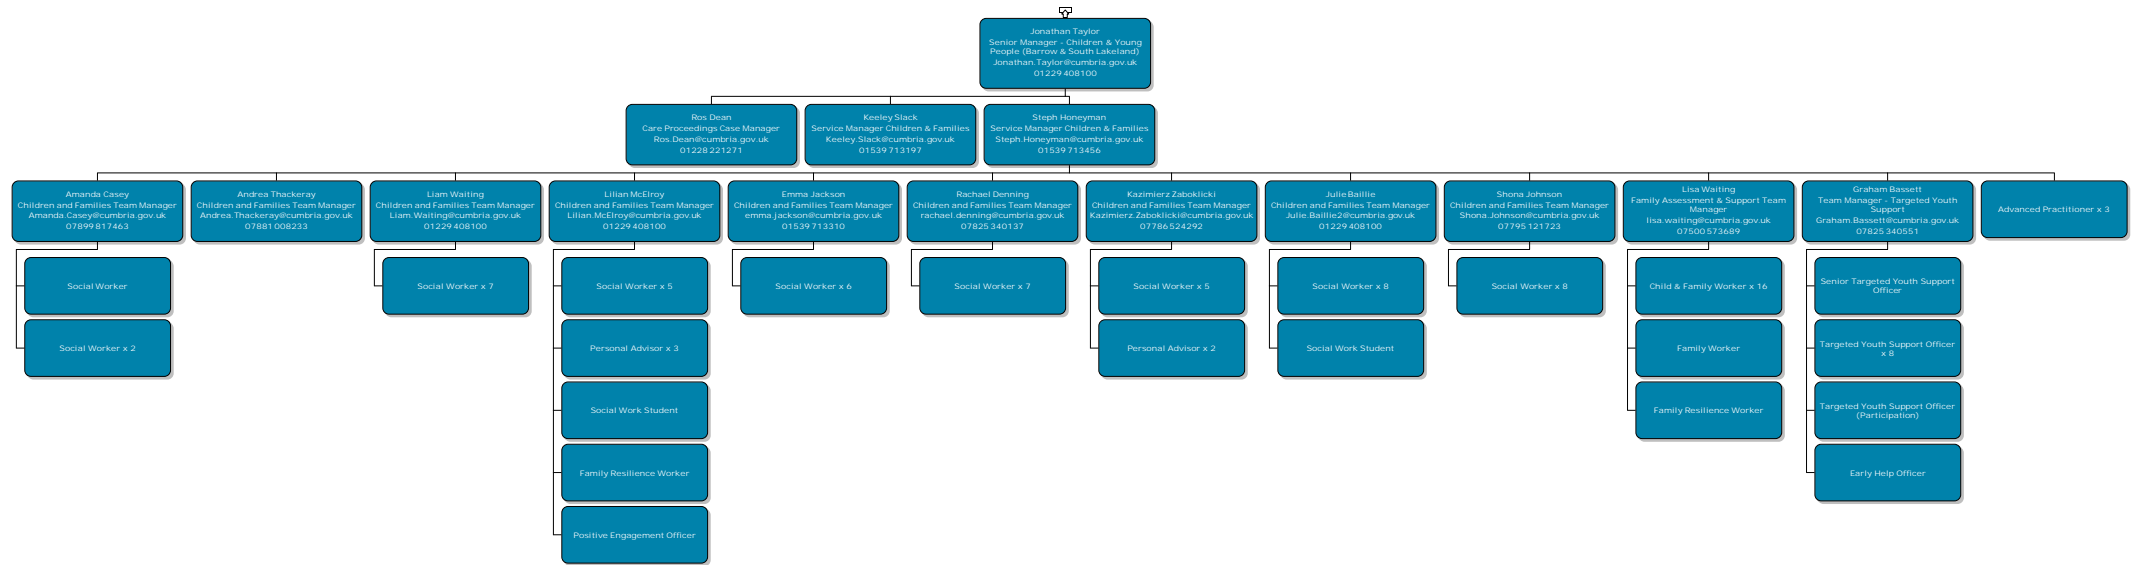 Jonathan Taylor
Senior Manager - Children & Young
People (Barrow & South Lakeland)
Jonathan.Taylor@cumbria.gov.uk
01229 408100
Ros Dean
Care Proceedings Case Manager
Ros.Dean@cumbria.gov.uk
01228 221271
Keeley Slack
Service Manager Children & Families
Keeley.Slack@cumbria.gov.uk
01539 713197
Steph Honeyman
Service Manager Children & Families
Steph.Honeyman@cumbria.gov.uk
01539 713456
Amanda Casey
Children and Families Team Manager
Amanda.Casey@cumbria.gov.uk
07899 817463
Andrea Thackeray
Children and Families Team Manager
Andrea.Thackeray@cumbria.gov.uk
07881 008233
Liam Waiting
Children and Families Team Manager
Liam.Waiting@cumbria.gov.uk
01229 408100
Lilian McElroy
Children and Families Team Manager
Lilian.McElroy@cumbria.gov.uk
01229 408100
Emma Jackson
Children and Families Team Manager
emma.jackson@cumbria.gov.uk
01539 713310
Rachael Denning
Children and Families Team Manager
rachael.denning@cumbria.gov.uk
07825 340137
Kazimierz Zaboklicki
Children and Families Team Manager
Kazimierz.Zaboklicki@cumbria.gov.uk
07786 524292
Julie Baillie
Children and Families Team Manager
Julie.Baillie2@cumbria.gov.uk
01229 408100
Shona Johnson
Children and Families Team Manager
Shona.Johnson@cumbria.gov.uk
07795 121723
Lisa Waiting
Family Assessment & Support Team
Manager
lisa.waiting@cumbria.gov.uk
07500 573689
Graham Bassett
Team Manager - Targeted Youth
Support
Graham.Bassett@cumbria.gov.uk
07825 340551
Advanced Practitioner x 3
Social Worker
Social Worker x 2
Social Worker x 7
Social Worker x 5
Personal Advisor x 3
Social Work Student
Family Resilience Worker
Positive Engagement Officer
Social Worker x 6
Social Worker x 7
Social Worker x 5
Personal Advisor x 2
Social Worker x 8
Social Work Student
Social Worker x 8
Child & Family Worker x 16
Family Worker
Family Resilience Worker
Senior Targeted Youth Support
Officer
Targeted Youth Support Officer
x 8
Targeted Youth Support Officer
(Participation)
Early Help Officer